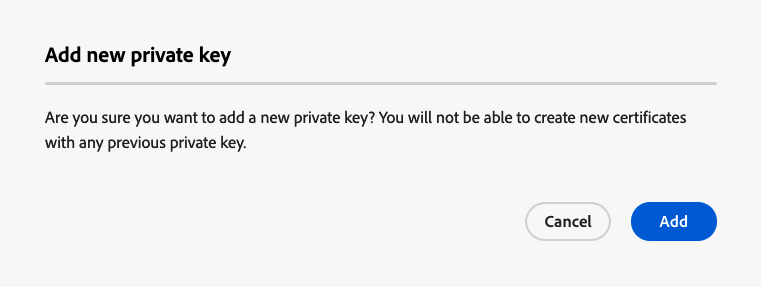 Add new private key
Are you sure you want to add a new private key? You will not be able to create new certificates
with any previous private key.
Cancel
Add